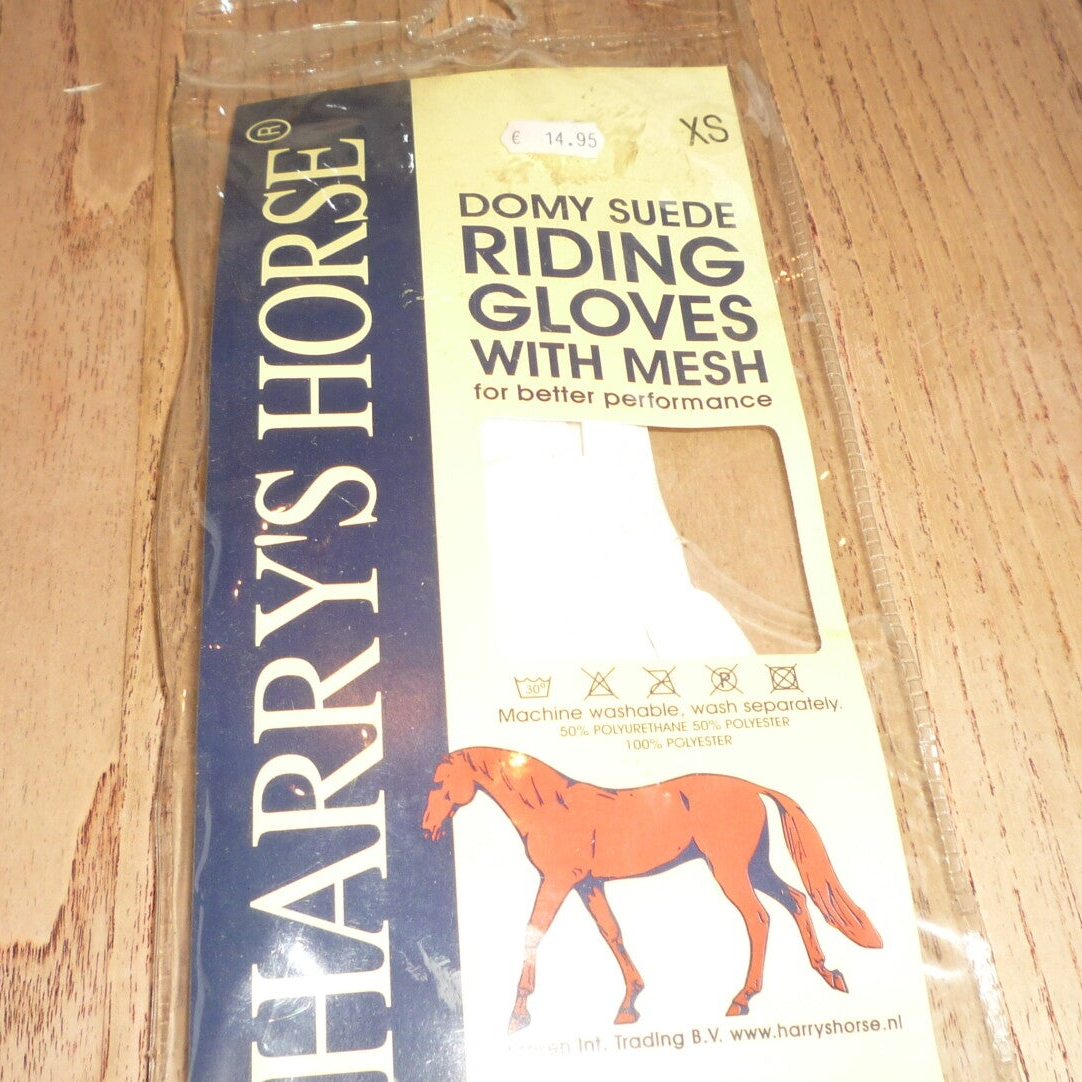 HARRY'S HORSE®
€ 14.95
XS
DOMY SUEDE
RIDING
GLOVES
WITH MESH
for better performance
30°
P
Machine washable, wash separately.
50% POLYURETHANE 50% POLYESTER
100% POLYESTER
Int. Trading B.V. www.harryshorse.nl